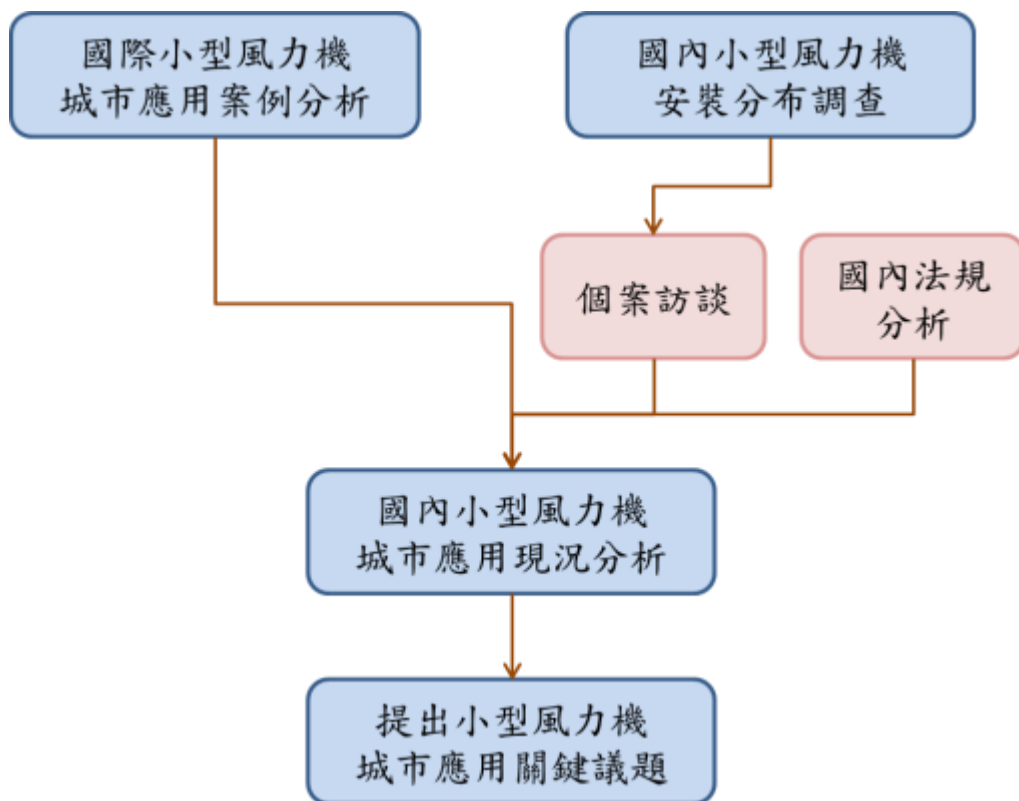 國際小型風力機
城市應用案例分析
國內小型風力機
安裝分布調查
個案訪談
國內法規
分析
國內小型風力機
城市應用現況分析
提出小型風力機
城市應用關鍵議題